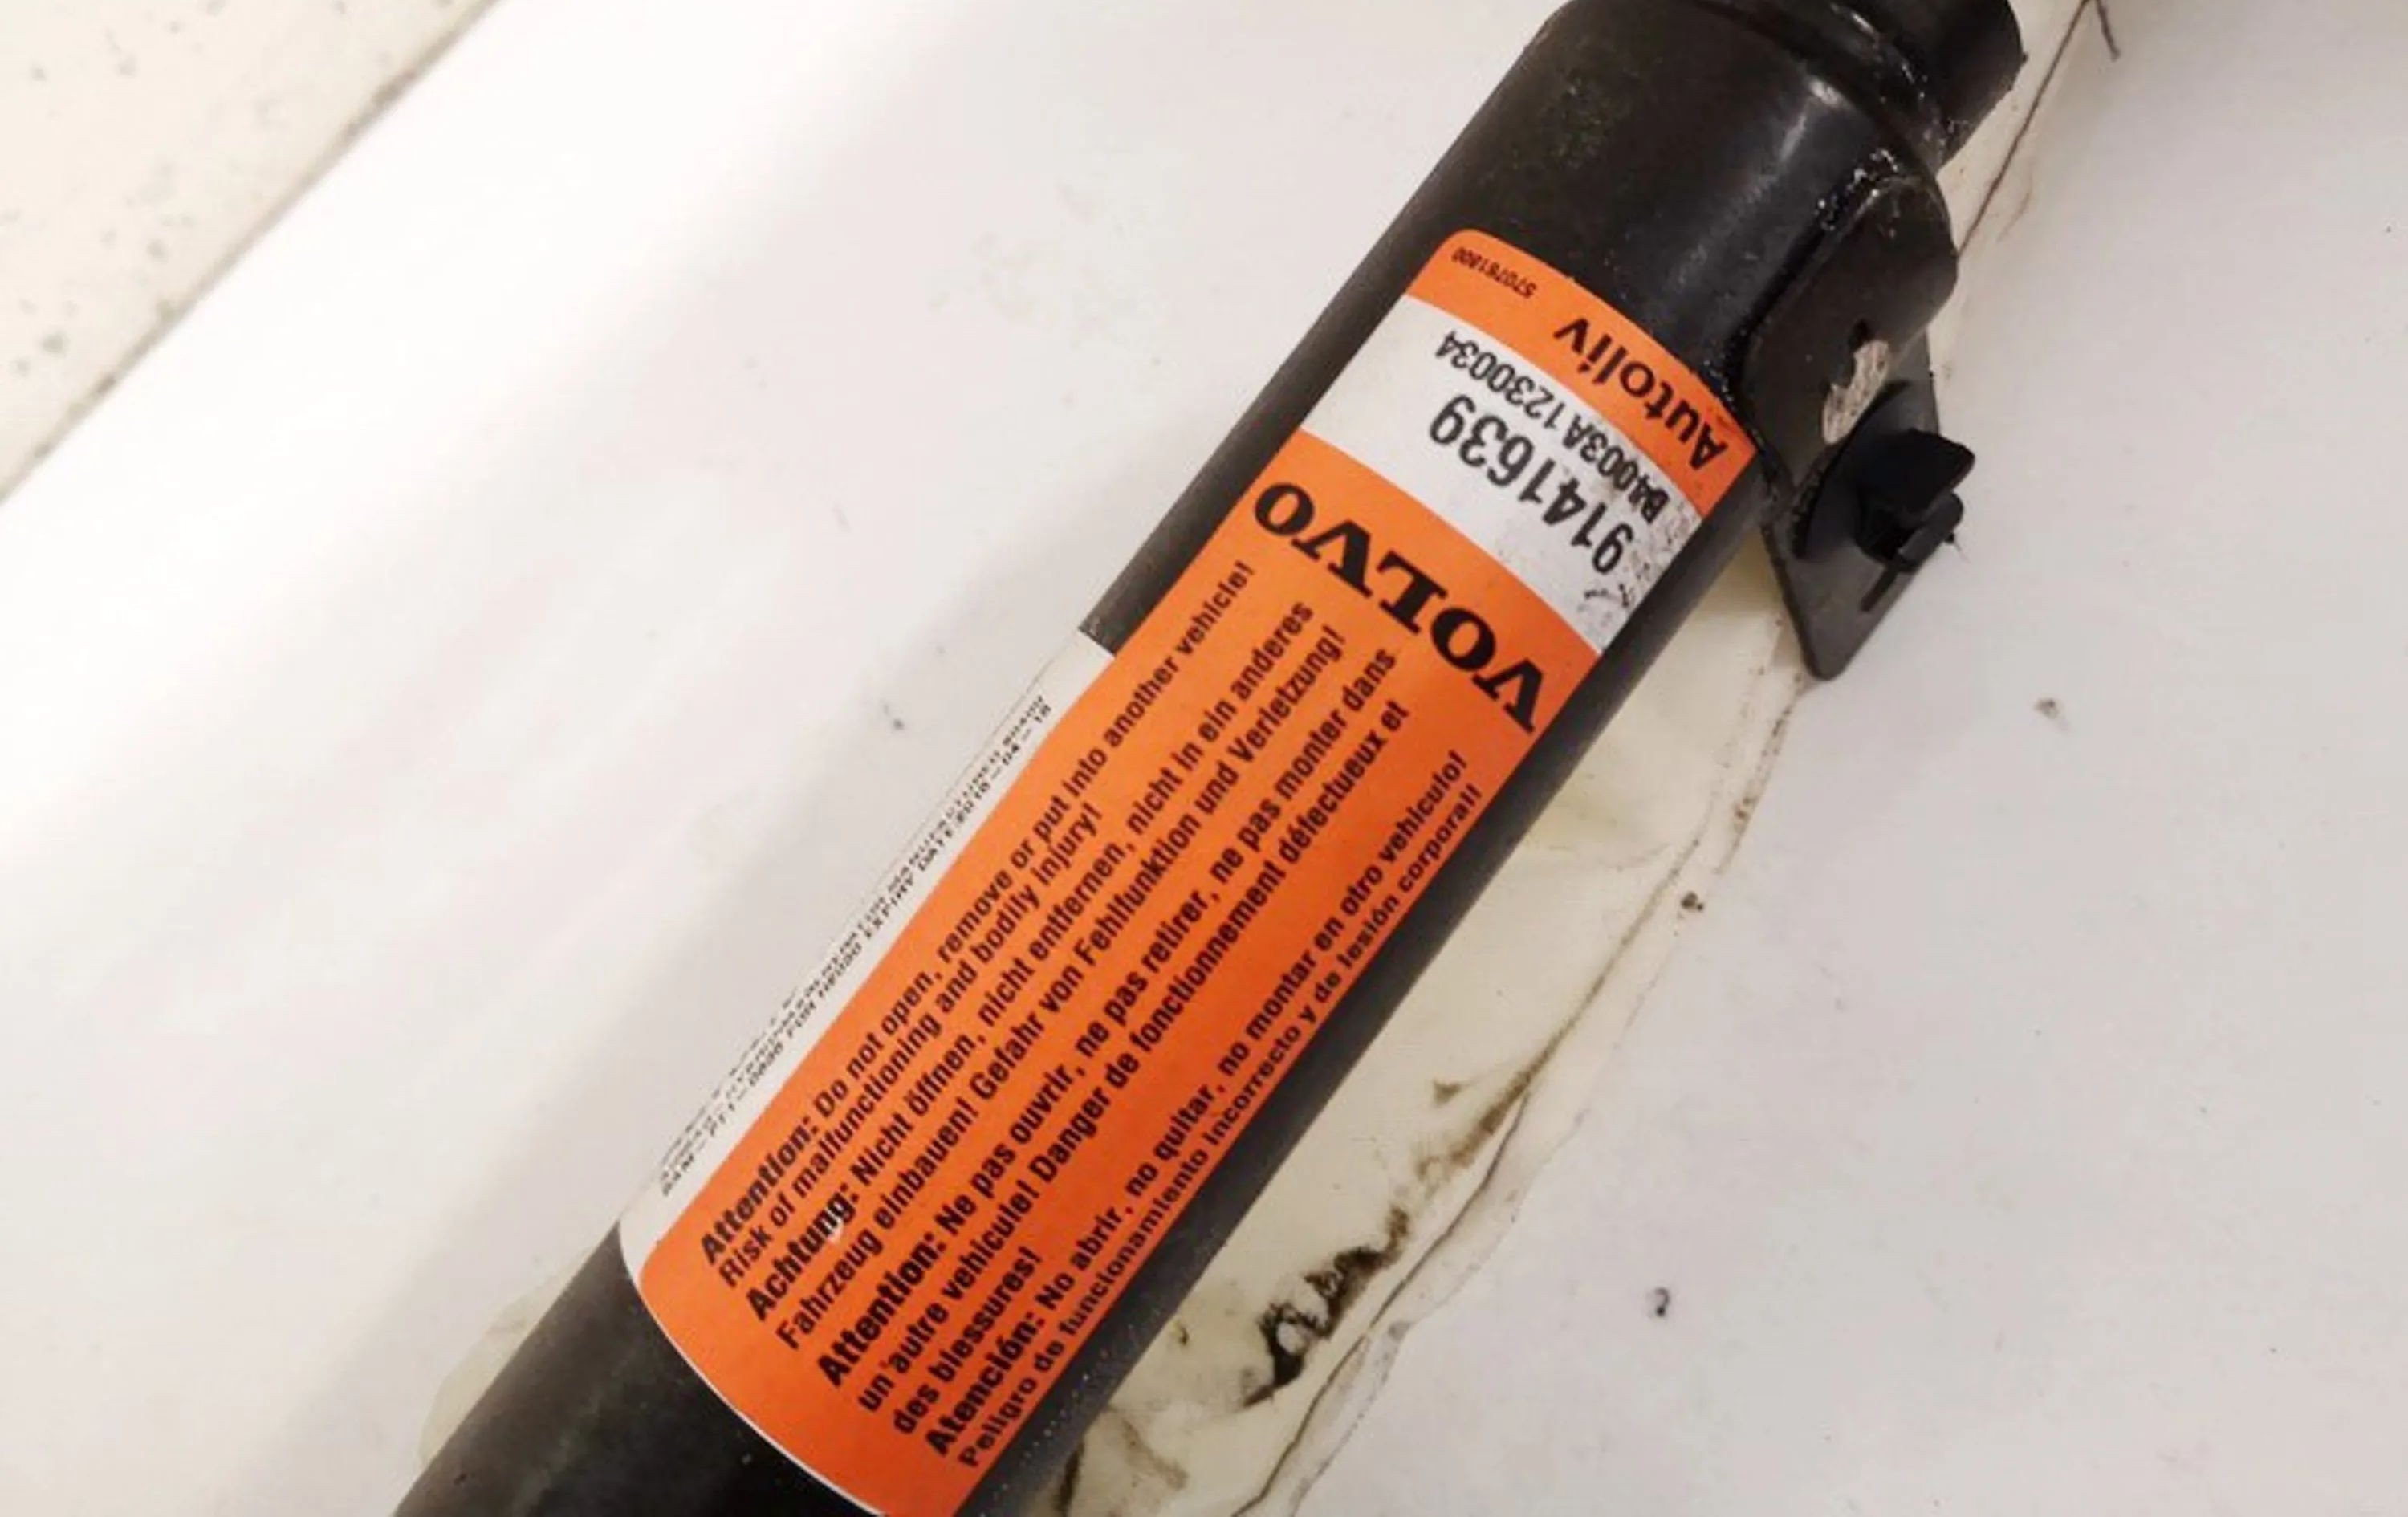 5707761800
Autoliv
B40003A12300034
9141639
VOLVO
Attention: Do not open, remove or put into another vehicle!
Risk of malfunctioning and bodily injury!
Achtung: Nicht öffnen, nicht entfernen, nicht in ein anderes
Fahrzeug einbauen! Gefahr von Fehlfunktion und Verletzung!
Attention: Ne pas ouvrir, ne pas retirer, ne pas monter dans
un'autre vehicule! Danger de fonctionnement défectueux et
des blessures!
Atención: No abrir, no quitar, no montar en otro vehiculo!
Peligro de funcionamiento incorrecto y de lesión corporal!